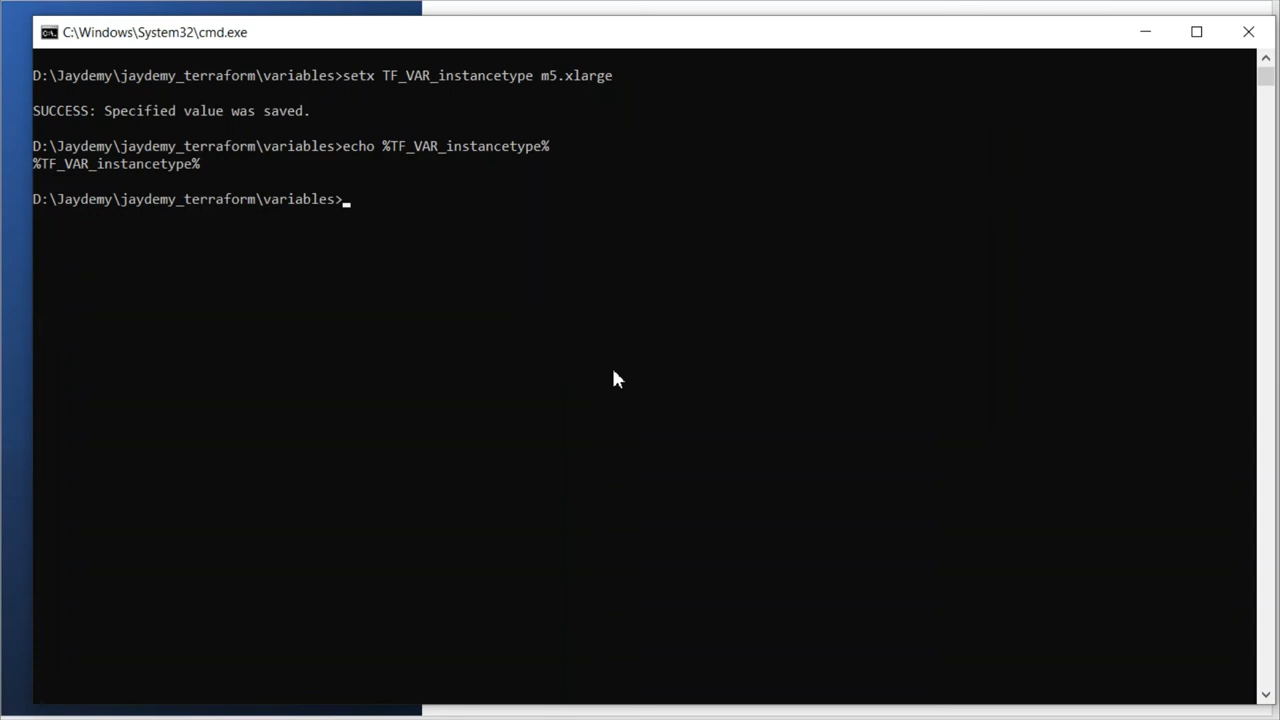 C:\Windows\System32\cmd.exe
D:\Jaydemy\jaydemy_terraform\variables>setx TF_VAR_instancetype m5.xlarge
SUCCESS: Specified value was saved.
D:\Jaydemy\jaydemy_terraform\variables>echo %TF_VAR_instancetype%
%TF_VAR_instancetype%
D:\Jaydemy\jaydemy_terraform\variables>